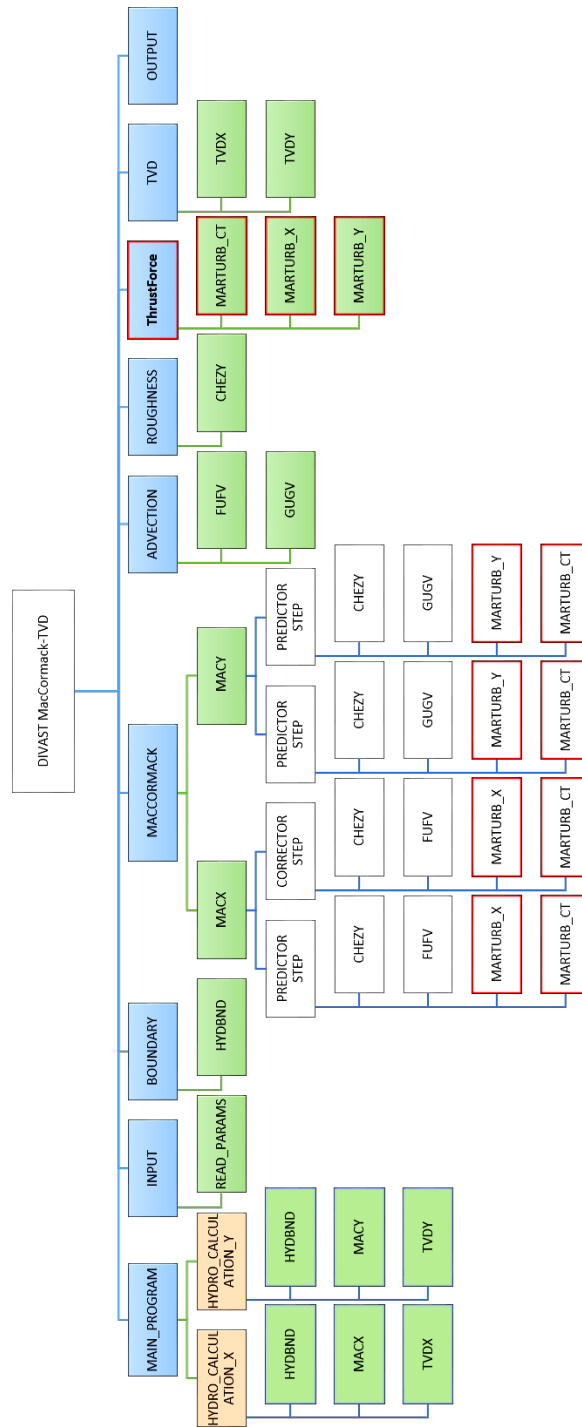 DIVAST MacCormack-TVD
MAIN_PROGRAM
INPUT
BOUNDARY
MACCORMACK
ADVECTION
ROUGHNESS
ThrustForce
TVD
OUTPUT
HYDRO_CALCUL
ATION_X
HYDRO_CALCUL
ATION_Y
READ_PARAMS
HYDBND
MACX
MACY
FUFV
CHEZY
MARTURB_CT
TVDX
HYDBND
HYDBND
PREDICTOR
STEP
CORRECTOR
STEP
PREDICTOR
STEP
PREDICTOR
STEP
GUGV
MARTURB_X
TVDY
MACX
MACY
CHEZY
CHEZY
CHEZY
CHEZY
MARTURB_Y
TVDX
TVDY
FUFV
FUFV
GUGV
GUGV
MARTURB_X
MARTURB_X
MARTURB_Y
MARTURB_Y
MARTURB_CT
MARTURB_CT
MARTURB_CT
MARTURB_CT